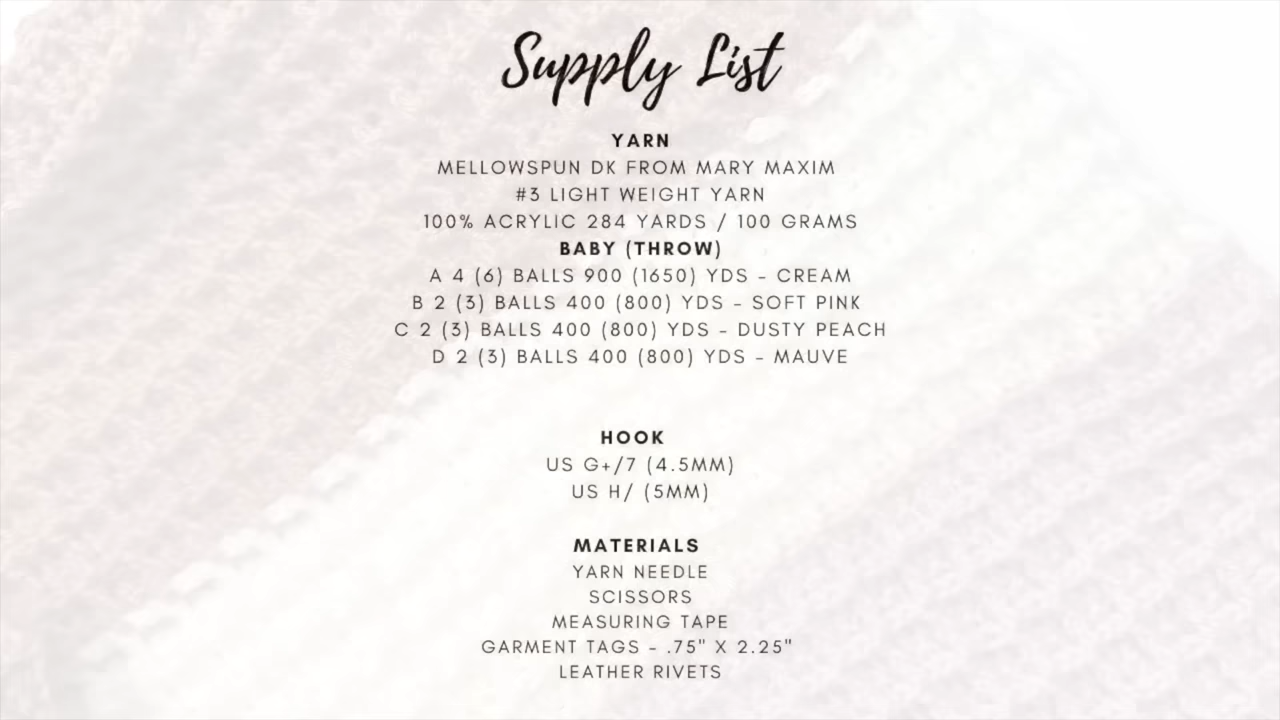 Supply List
YARN
MELLOWSPUN DK FROM MARY MAXIM
#3 LIGHT WEIGHT YARN
100% ACRYLIC 284 YARDS / 100 GRAMS
BABY (THROW)
A 4 (6) BALLS 900 (1650) YDS – CREAM
B 2 (3) BALLS 400 (800) YDS – SOFT PINK
C 2 (3) BALLS 400 (800) YDS – DUSTY PEACH
D 2 (3) BALLS 400 (800) YDS – MAUVE
HOOK
US G+/7 (4.5MM)
US H/ (5MM)
MATERIALS
YARN NEEDLE
SCISSORS
MEASURING TAPE
GARMENT TAGS – .75" X 2.25"
LEATHER RIVETS